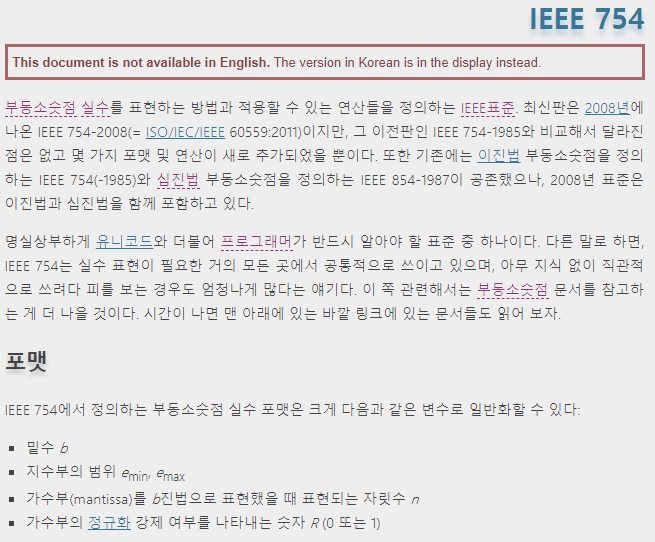 IEEE 754
This document is not available in English. The version in Korean is in the display instead.
부동소숫점 실수를 표현하는 방법과 적용할 수 있는 연산들을 정의하는 IEEE표준. 최신판은 2008년에
나온 IEEE 754-2008(= ISO/IEC/IEEE 60559:2011)이지만, 그 이전판인 IEEE 754-1985와 비교해서 달라진
점은 없고 몇 가지 포맷 및 연산이 새로 추가되었을 뿐이다. 또한 기존에는 이진법 부동소숫점을 정의
하는 IEEE 754(-1985)와 십진법 부동소숫점을 정의하는 IEEE 854-1987이 공존했으나, 2008년 표준은
이진법과 십진법을 함께 포함하고 있다.
명실상부하게 유니코드와 더불어 프로그래머가 반드시 알아야 할 표준 중 하나이다. 다른 말로 하면,
IEEE 754는 실수 표현이 필요한 거의 모든 곳에서 공통적으로 쓰이고 있으며, 아무 지식 없이 직관적
으로 쓰려다 피를 보는 경우도 엄청나게 많다는 얘기다. 이 쪽 관련해서는 부동소숫점 문서를 참고하
는 게 더 나을 것이다. 시간이 나면 맨 아래에 있는 바깥 링크에 있는 문서들도 읽어 보자.
포맷
IEEE 754에서 정의하는 부동소숫점 실수 포맷은 크게 다음과 같은 변수로 일반화할 수 있다:
▪ 밑수 b
▪ 지수부의 범위 emin, emax
▪ 가수부(mantissa)를 b진법으로 표현했을 때 표현되는 자릿수 n
▪ 가수부의 정규화 강제 여부를 나타내는 숫자 R (0 또는 1)